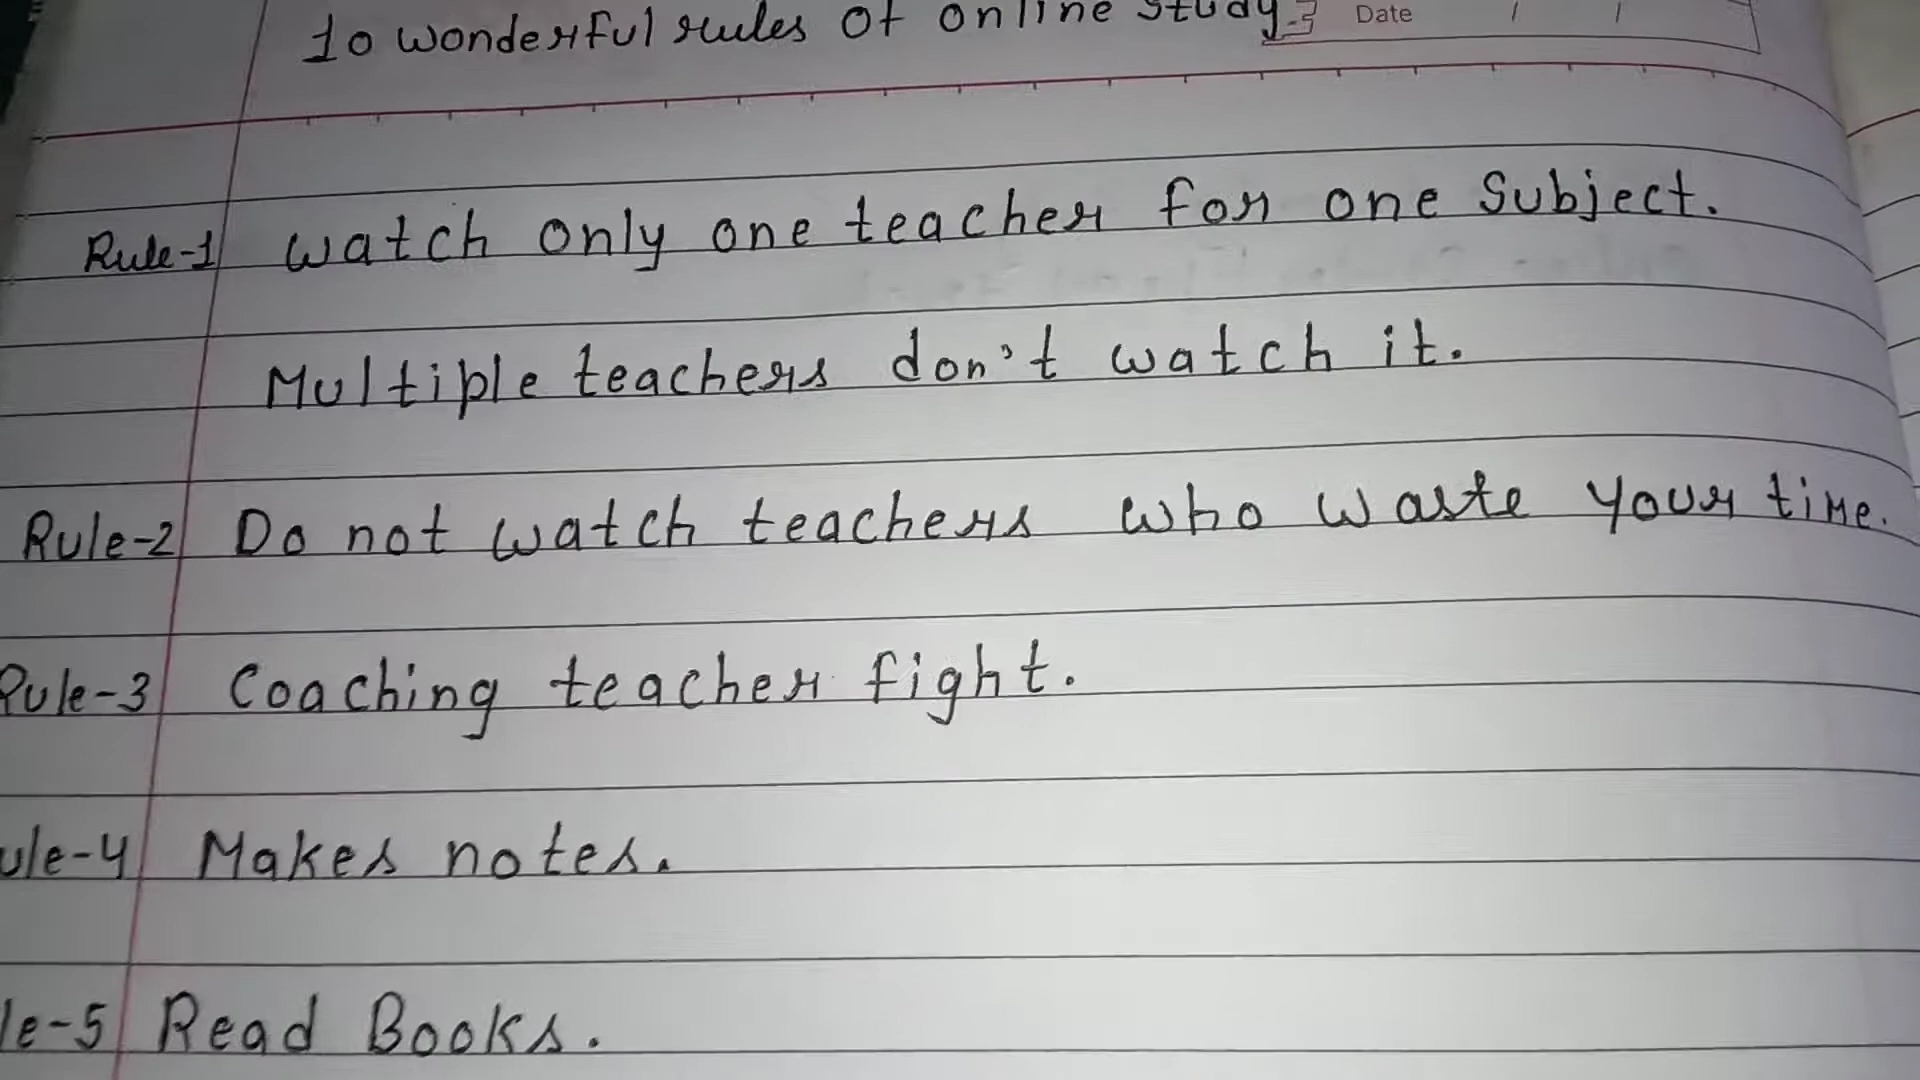 10 wonderful rules of online study
Date / /
Rule-1 watch only one teacher for one subject.
Multiple teachers don't watch it.
Rule-2 Do not watch teachers who waste your time.
Rule-3 Coaching teacher fight.
ule-4 Makes notes.
le-5 Read Books.